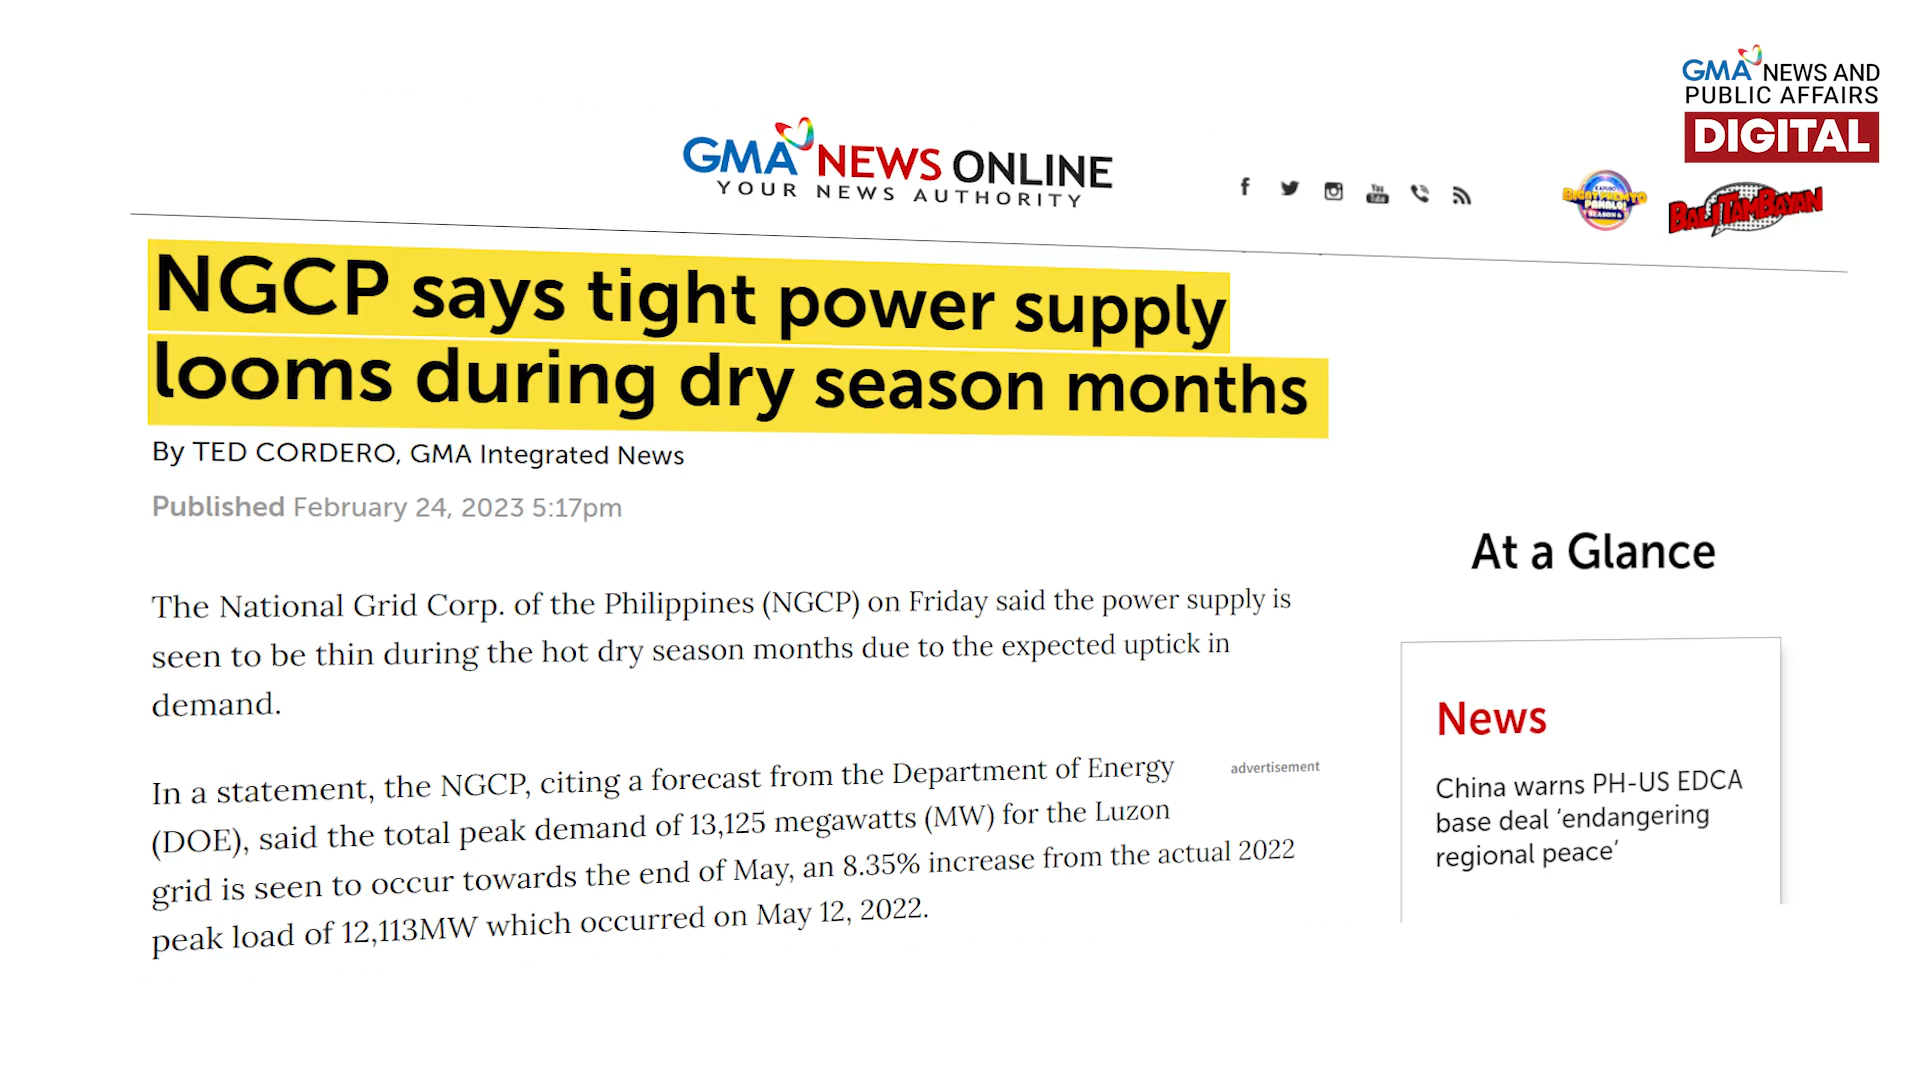 GMA NEWS AND
PUBLIC AFFAIRS
DIGITAL
GMA NEWS ONLINE
YOUR NEWS AUTHORITY
BALITAMBAYAN
NGCP says tight power supply
looms during dry season months
By TED CORDERO, GMA Integrated News
Published February 24, 2023 5:17pm
The National Grid Corp. of the Philippines (NGCP) on Friday said the power supply is
seen to be thin during the hot dry season months due to the expected uptick in
demand.
In a statement, the NGCP, citing a forecast from the Department of Energy
(DOE), said the total peak demand of 13,125 megawatts (MW) for the Luzon
grid is seen to occur towards the end of May, an 8.35% increase from the actual 2022
peak load of 12,113MW which occurred on May 12, 2022.
advertisement
At a Glance
News
China warns PH-US EDCA
base deal ‘endangering
regional peace’